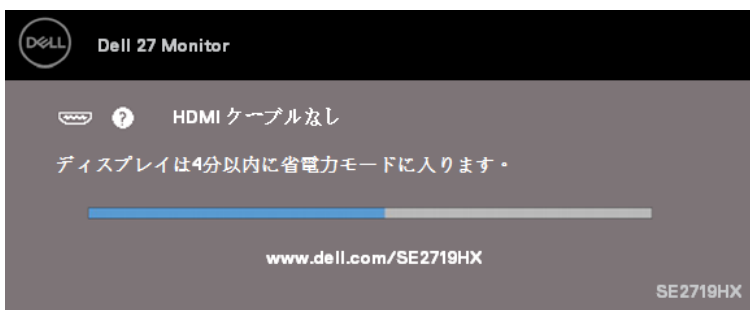 DELL
Dell 27 Monitor
HDMI ケーブルなし
ディスプレイは4分以内に省電力モードに入ります。
www.dell.com/SE2719HX
SE2719HX